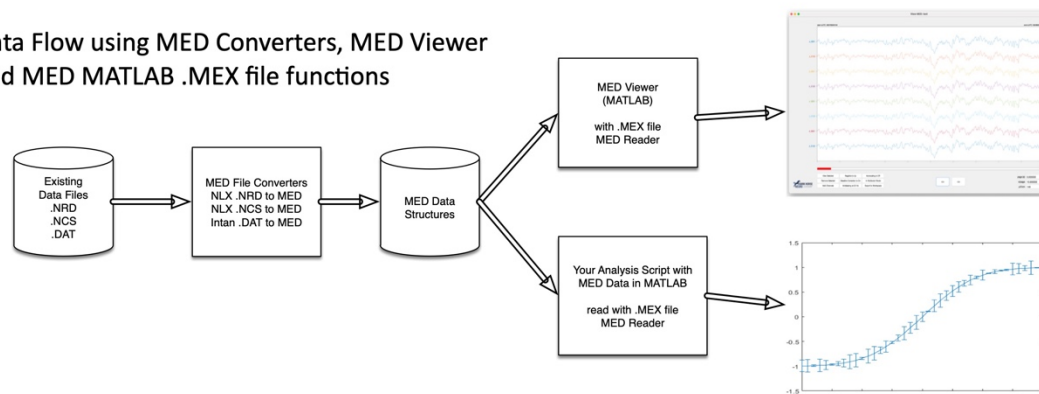 ata Flow using MED Converters, MED Viewer
d MED MATLAB .MEX file functions
Existing
Data Files
.NRD
.NCS
.DAT
MED File Converters
NLX .NRD to MED
NLX .NCS to MED
Intan .DAT to MED
MED Data
Structures
MED Viewer
(MATLAB)
with .MEX file
MED Reader
Your Analysis Script with
MED Data in MATLAB
read with .MEX file
MED Reader
1.5
1
0.5
0
-0.5
-1
-1.5